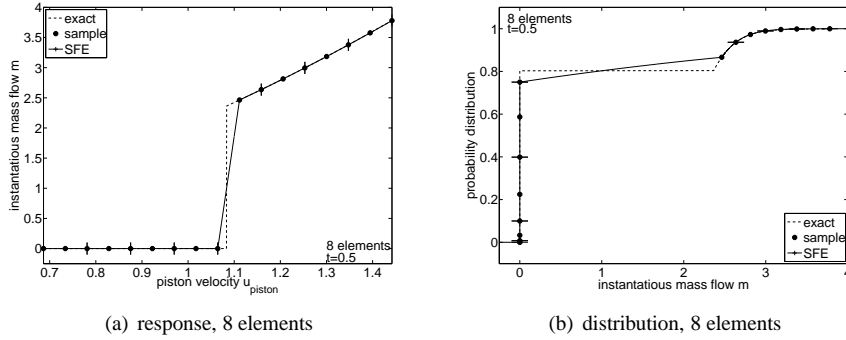 4
3.5
3
2.5
2
1.5
1
0.5
0
instantatious mass flow m
exact
sample
SFE
8 elements
t=0.5
0.7 0.8 0.9 1 1.1 1.2 1.3 1.4
piston velocity u_piston
(a) response, 8 elements
8 elements
t=0.5
1
0.8
0.6
0.4
0.2
0
probability distribution
exact
sample
SFE
0 1 2 3 4
instantatious mass flow m
(b) distribution, 8 elements